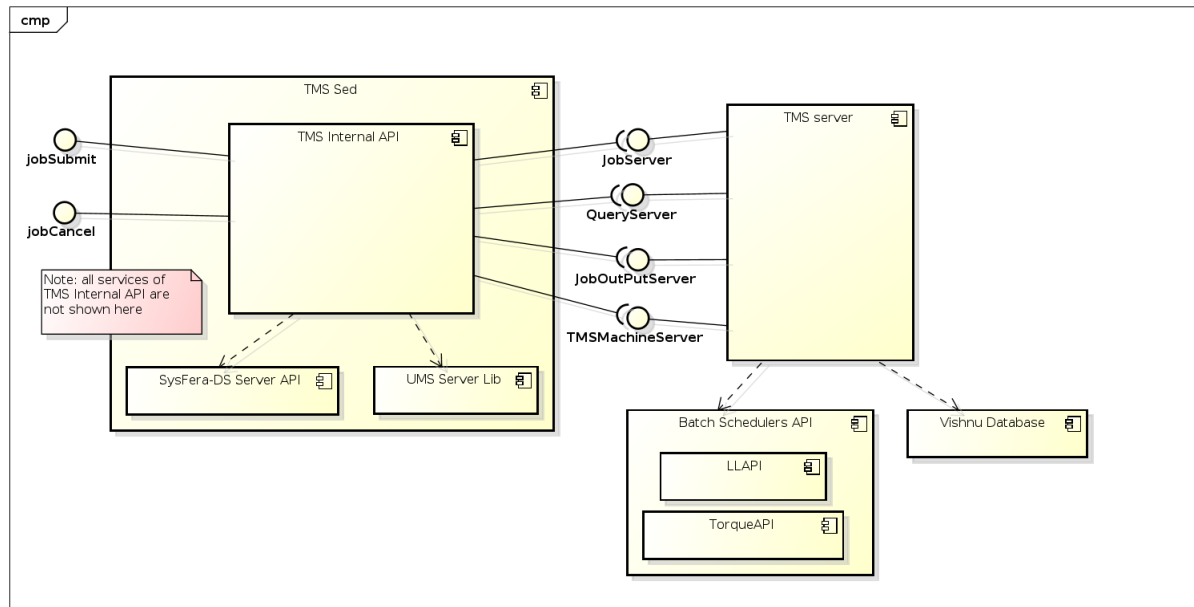 cmp
TMS Sed
TMS Internal API
TMS server
jobSubmit
jobCancel
JobServer
QueryServer
JobOutPutServer
TMSMachineServer
Note: all services of
TMS Internal API are
not shown here
SysFera-DS Server API
UMS Server Lib
Batch Schedulers API
LLAPI
TorqueAPI
Vishnu Database